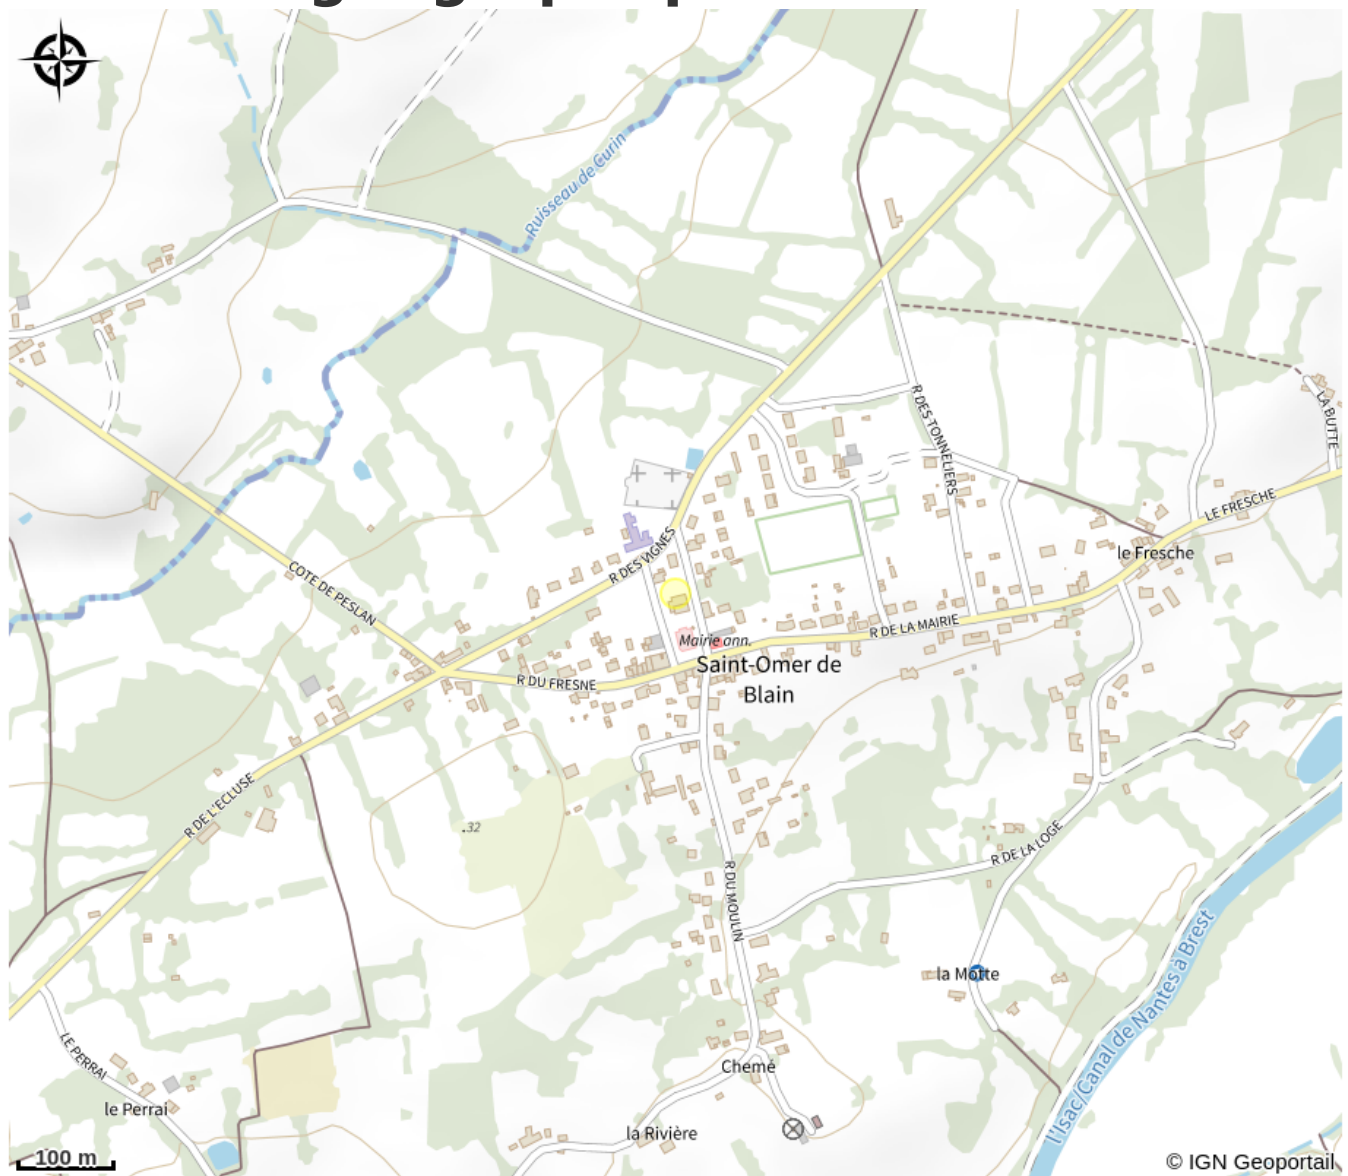 Ruisseau de Curin
R DES TONNELIERS
LA BUTTE
LE FRESCHE
le Fresche
R DES VIGNES
COTE DE PESLAN
R DE LA MAIRIE
Mairie ann.
Saint-Omer de
Blain
R DU FRESNE
R DE L'ECLUSE
.32
R DE LA LOGE
R DU MOULIN
la Motte
l'Isac/Canal de Nantes à Brest
LE PERRAI
Chemé
le Perrai
la Rivière
100 m
© IGN Geoportail